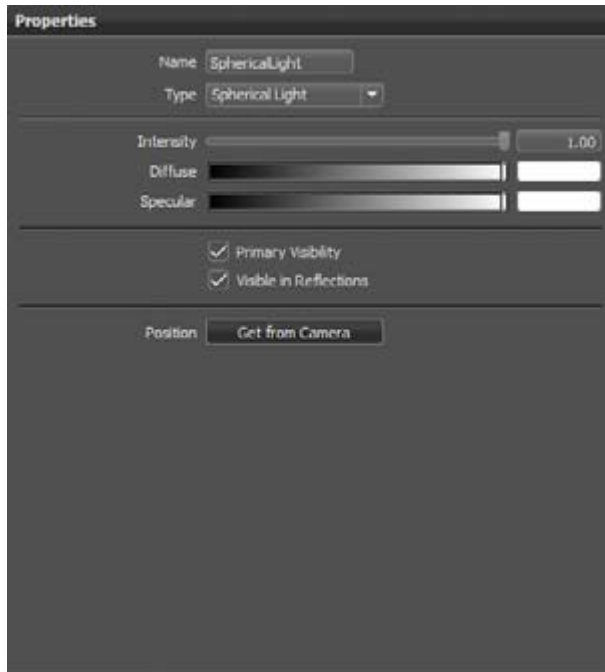 Properties
Name SphericalLight
Type Spherical Light
Intensity 1.00
Diffuse
Specular
Primary Visibility
Visible in Reflections
Position Get from Camera